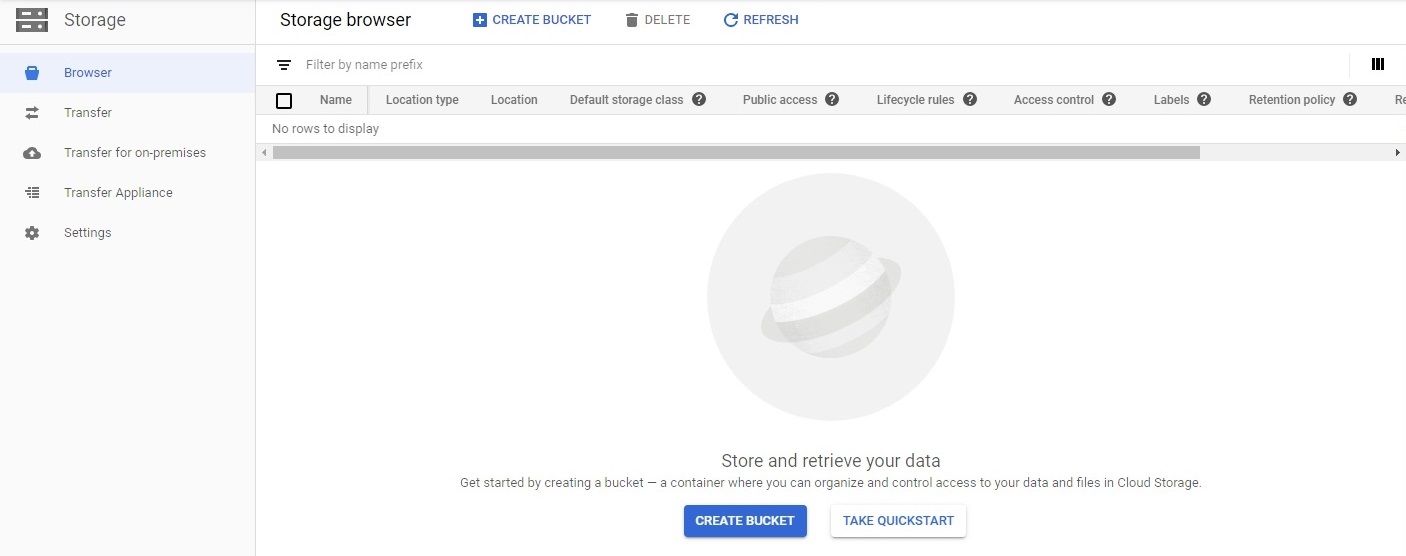 Storage
Storage browser
CREATE BUCKET
DELETE
REFRESH
Browser
Transfer
Transfer for on-premises
Transfer Appliance
Settings
Filter by name prefix
Name Location type Location Default storage class Public access Lifecycle rules Access control Labels Retention policy Re
No rows to display
Store and retrieve your data
Get started by creating a bucket — a container where you can organize and control access to your data and files in Cloud Storage.
CREATE BUCKET TAKE QUICKSTART